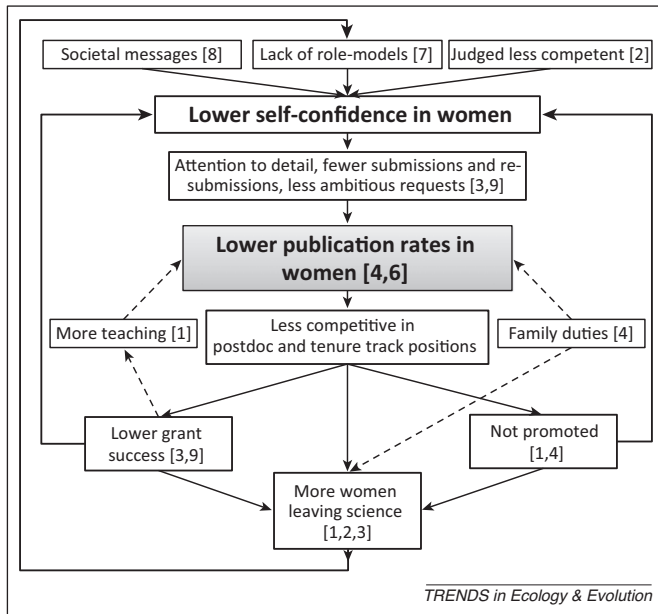 Societal messages [8]
Lack of role-models [7]
Judged less competent [2]
Lower self-confidence in women
Attention to detail, fewer submissions and re-
submissions, less ambitious requests [3,9]
Lower publication rates in
women [4,6]
More teaching [1]
Less competitive in
postdoc and tenure track positions
Family duties [4]
Lower grant
success [3,9]
Not promoted
[1,4]
More women
leaving science
[1,2,3]
TRENDS in Ecology & Evolution